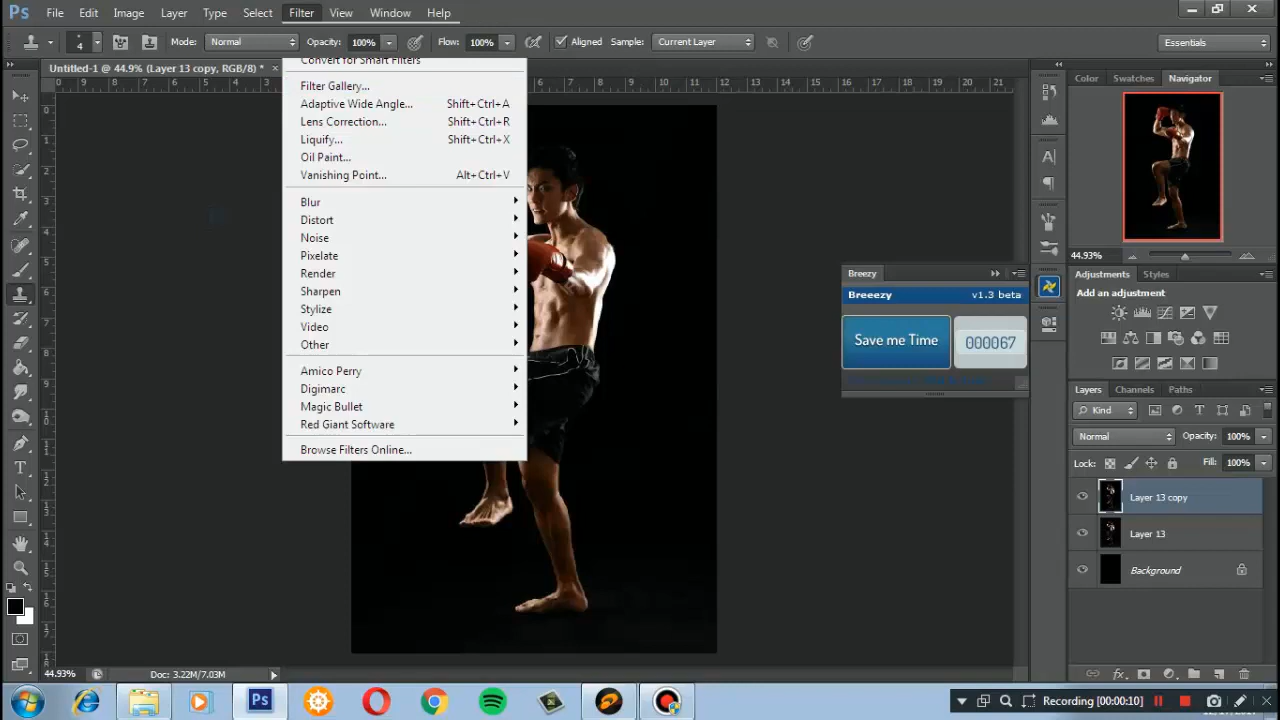 Ps File Edit Image Layer Type Select Filter View Window Help
4 Mode: Normal Opacity: 100% Flow: 100% Aligned Sample: Current Layer Essentials
Untitled-1 @ 44.9% (Layer 13 copy, RGB/8) * ×
Convert for Smart Filters
Filter Gallery...
Adaptive Wide Angle... Shift+Ctrl+A
Lens Correction... Shift+Ctrl+R
Liquify... Shift+Ctrl+X
Oil Paint...
Vanishing Point... Alt+Ctrl+V
Blur
Distort
Noise
Pixelate
Render
Sharpen
Stylize
Video
Other
Amico Perry
Digimarc
Magic Bullet
Red Giant Software
Browse Filters Online...
Color Swatches Navigator
44.93%
Breezy
Breeezy v1.3 beta
Save me Time 000067
Adjustments Styles
Add an adjustment
Layers Channels Paths
Kind
Normal Opacity: 100%
Lock: Fill: 100%
Layer 13 copy
Layer 13
Background
44.93% Doc: 3.22M/7.03M
Recording [00:00:10]